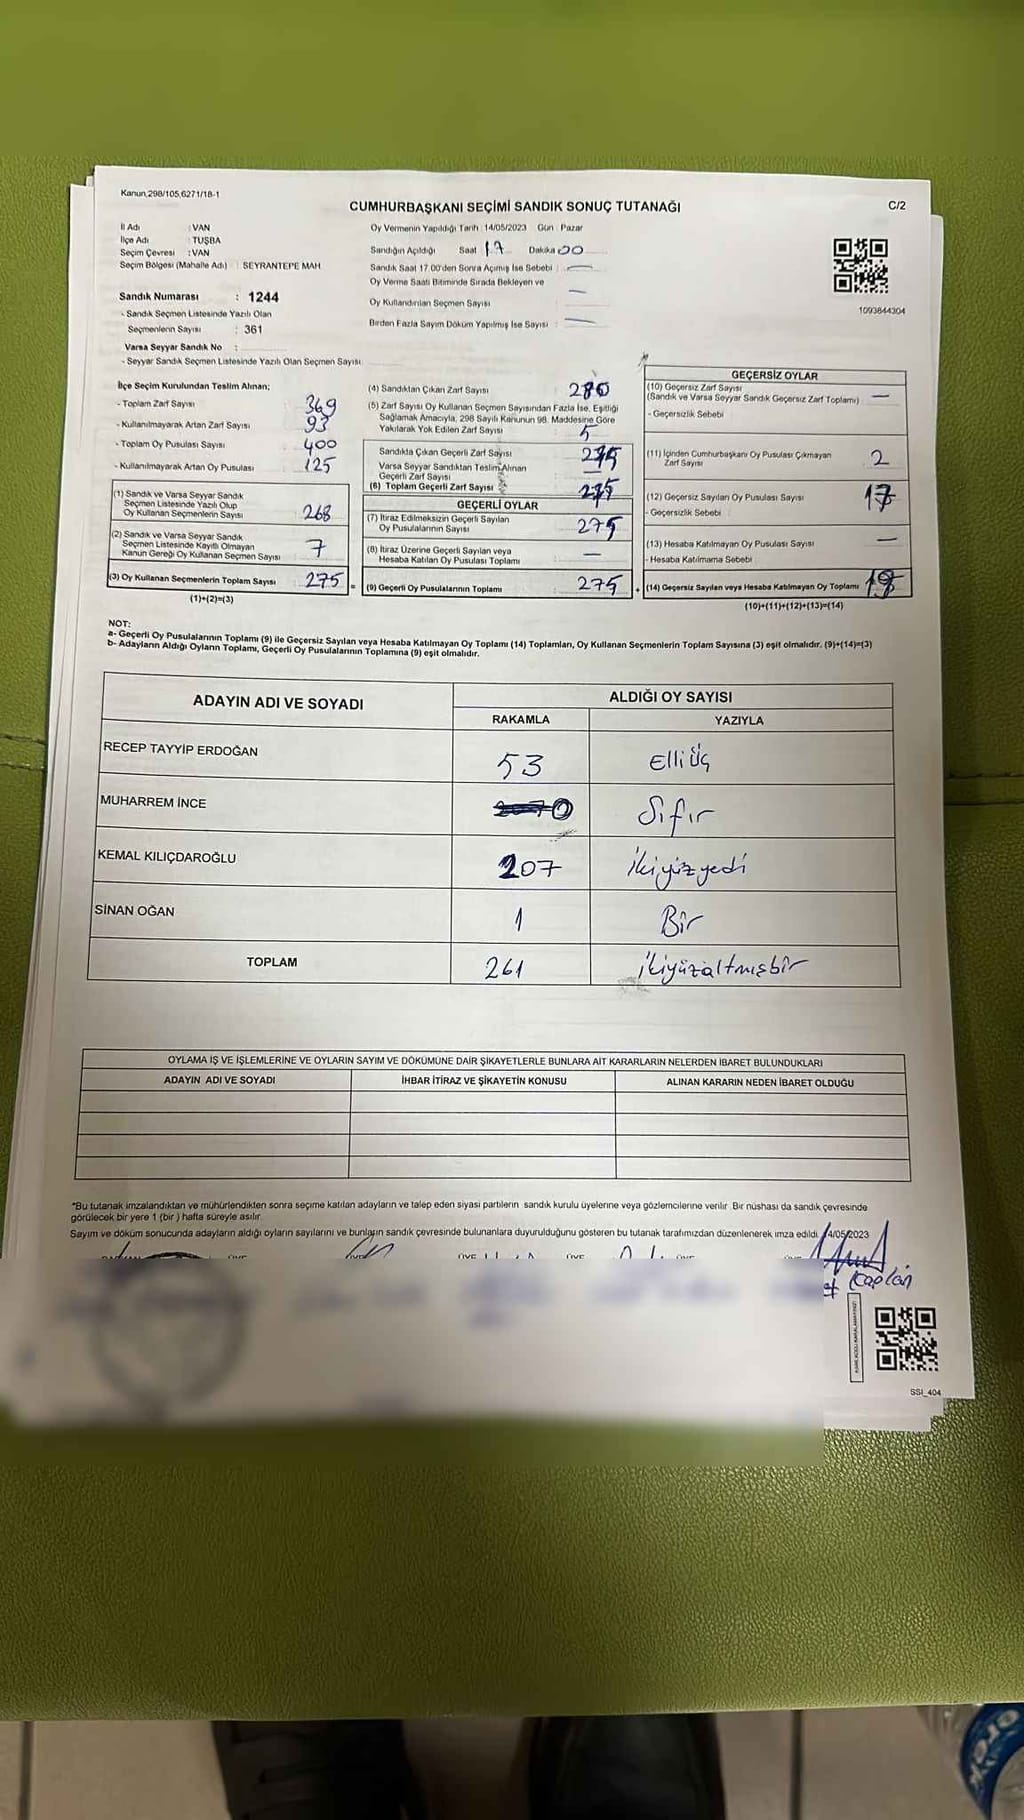 Kanun,298/105,6271/18-1
CUMHURBAŞKANI SEÇİMİ SANDIK SONUÇ TUTANAĞI
C/2
İl Adı : VAN
İlçe Adı : TUŞBA
Seçim Çevresi : VAN
Seçim Bölgesi (Mahalle Adı) : SEYRANTEPE MAH.
Sandık Numarası : 1244
- Sandık Seçmen Listesinde Yazılı Olan
Seçmenlerin Sayısı : 361
Varsa Seyyar Sandık No :
- Seyyar Sandık Seçmen Listesinde Yazılı Olan Seçmen Sayısı
Oy Vermenin Yapıldığı Tarih : 14/05/2023 Gün : Pazar
Sandığın Açıldığı Saat 17 Dakika 00
Sandık Saat 17.00'den Sonra Açılmış İse Sebebi : —
Oy Verme Saati Bitiminde Sırada Bekleyen ve
Oy Kullandırılan Seçmen Sayısı : —
Birden Fazla Sayım Döküm Yapılmış İse Sayısı : —
1093844304
İlçe Seçim Kurulundan Teslim Alınan;
- Toplam Zarf Sayısı : 369
- Kullanılmayarak Artan Zarf Sayısı : 93
- Toplam Oy Pusulası Sayısı : 400
- Kullanılmayarak Artan Oy Pusulası : 125
(1) Sandık ve Varsa Seyyar Sandık
Seçmen Listesinde Yazılı Olup
Oy Kullanan Seçmenlerin Sayısı : 268
(2) Sandık ve Varsa Seyyar Sandık
Seçmen Listesinde Kayıtlı Olmayan
Kanun Gereği Oy Kullanan Seçmen Sayısı : 7
(3) Oy Kullanan Seçmenlerin Toplam Sayısı : 275
(1)+(2)=(3)
(4) Sandıktan Çıkan Zarf Sayısı : 280
(5) Zarf Sayısı Oy Kullanan Seçmen Sayısından Fazla İse, Eşitliği
Sağlamak Amacıyla, 298 Sayılı Kanunun 98. Maddesine Göre
Yakılarak Yok Edilen Zarf Sayısı : 5
Sandıkta Çıkan Geçerli Zarf Sayısı : 275
Varsa Seyyar Sandıktan Teslim Alınan
Geçerli Zarf Sayısı : —
(6) Toplam Geçerli Zarf Sayısı : 275
GEÇERLİ OYLAR
(7) İtiraz Edilmeksizin Geçerli Sayılan
Oy Pusulalarının Sayısı : 275
(8) İtiraz Üzerine Geçerli Sayılan veya
Hesaba Katılan Oy Pusulası Toplamı : —
(9) Geçerli Oy Pusulalarının Toplamı : 275
GEÇERSİZ OYLAR
(10) Geçersiz Zarf Sayısı
(Sandık ve Varsa Seyyar Sandık Geçersiz Zarf Toplamı) : —
- Geçersizlik Sebebi :
(11) İçinden Cumhurbaşkanı Oy Pusulası Çıkmayan
Zarf Sayısı : 2
(12) Geçersiz Sayılan Oy Pusulası Sayısı : 17
- Geçersizlik Sebebi :
(13) Hesaba Katılmayan Oy Pusulası Sayısı : —
- Hesaba Katılmama Sebebi :
(14) Geçersiz Sayılan veya Hesaba Katılmayan Oy Toplamı :
(10)+(11)+(12)+(13)=(14)
NOT:
a- Geçerli Oy Pusulalarının Toplamı (9) ile Geçersiz Sayılan veya Hesaba Katılmayan Oy Toplamı (14) Toplamları, Oy Kullanan Seçmenlerin Toplam Sayısına (3) eşit olmalıdır. (9)+(14)=(3)
b- Adayların Aldığı Oyların Toplamı, Geçerli Oy Pusulalarının Toplamına (9) eşit olmalıdır.
ADAYIN ADI VE SOYADI ALDIĞI OY SAYISI
RAKAMLA YAZIYLA
RECEP TAYYİP ERDOĞAN 53 Elli Üç
MUHARREM İNCE 0 Sıfır
KEMAL KILIÇDAROĞLU 207 İkiyüzyedi
SİNAN OĞAN 1 Bir
TOPLAM 261 ikiyüzaltmışbir
OYLAMA İŞ VE İŞLEMLERİNE VE OYLARIN SAYIM VE DÖKÜMÜNE DAİR ŞİKAYETLERLE BUNLARA AİT KARARLARIN NELERDEN İBARET BULUNDUKLARI
ADAYIN ADI VE SOYADI İHBAR İTİRAZ VE ŞİKAYETİN KONUSU ALINAN KARARIN NEDEN İBARET OLDUĞU
*Bu tutanak imzalandıktan ve mühürlendikten sonra seçime katılan adayların ve talep eden siyasi partilerin sandık kurulu üyelerine veya gözlemcilerine verilir. Bir nüshası da sandık çevresinde
görülecek bir yere 1 (bir) hafta süreyle asılır.
Sayım ve döküm sonucunda adayların aldığı oyların sayılarını ve bunların sandık çevresinde bulunanlara duyurulduğunu gösteren bu tutanak tarafımızdan düzenlenerek imza edildi. 14/05/2023
Kaplan
SSI_404